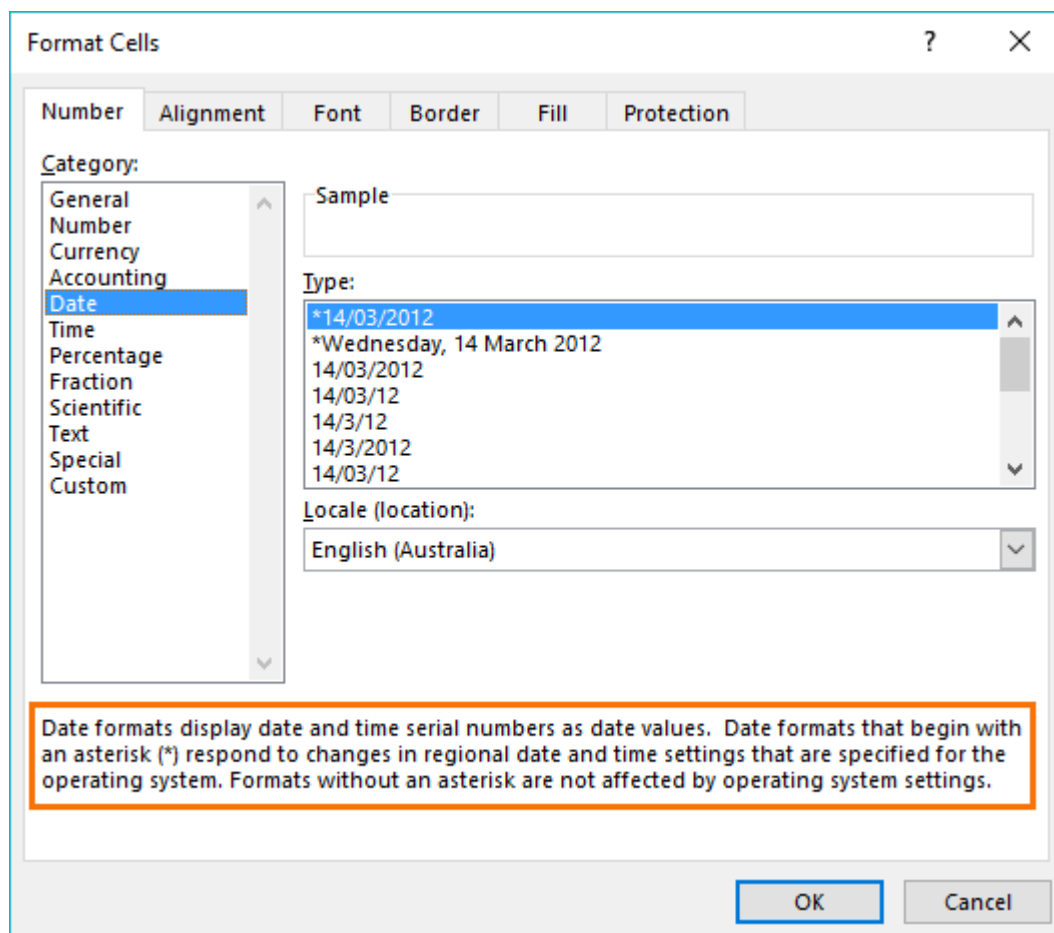 Format Cells ?
Number Alignment Font Border Fill Protection
Category:
General
Number
Currency
Accounting
Date
Time
Percentage
Fraction
Scientific
Text
Special
Custom
Sample
Type:
*14/03/2012
*Wednesday, 14 March 2012
14/03/2012
14/03/12
14/3/12
14/3/2012
14/03/12
Locale (location):
English (Australia)
Date formats display date and time serial numbers as date values.  Date formats that begin with
an asterisk (*) respond to changes in regional date and time settings that are specified for the
operating system. Formats without an asterisk are not affected by operating system settings.
OK Cancel